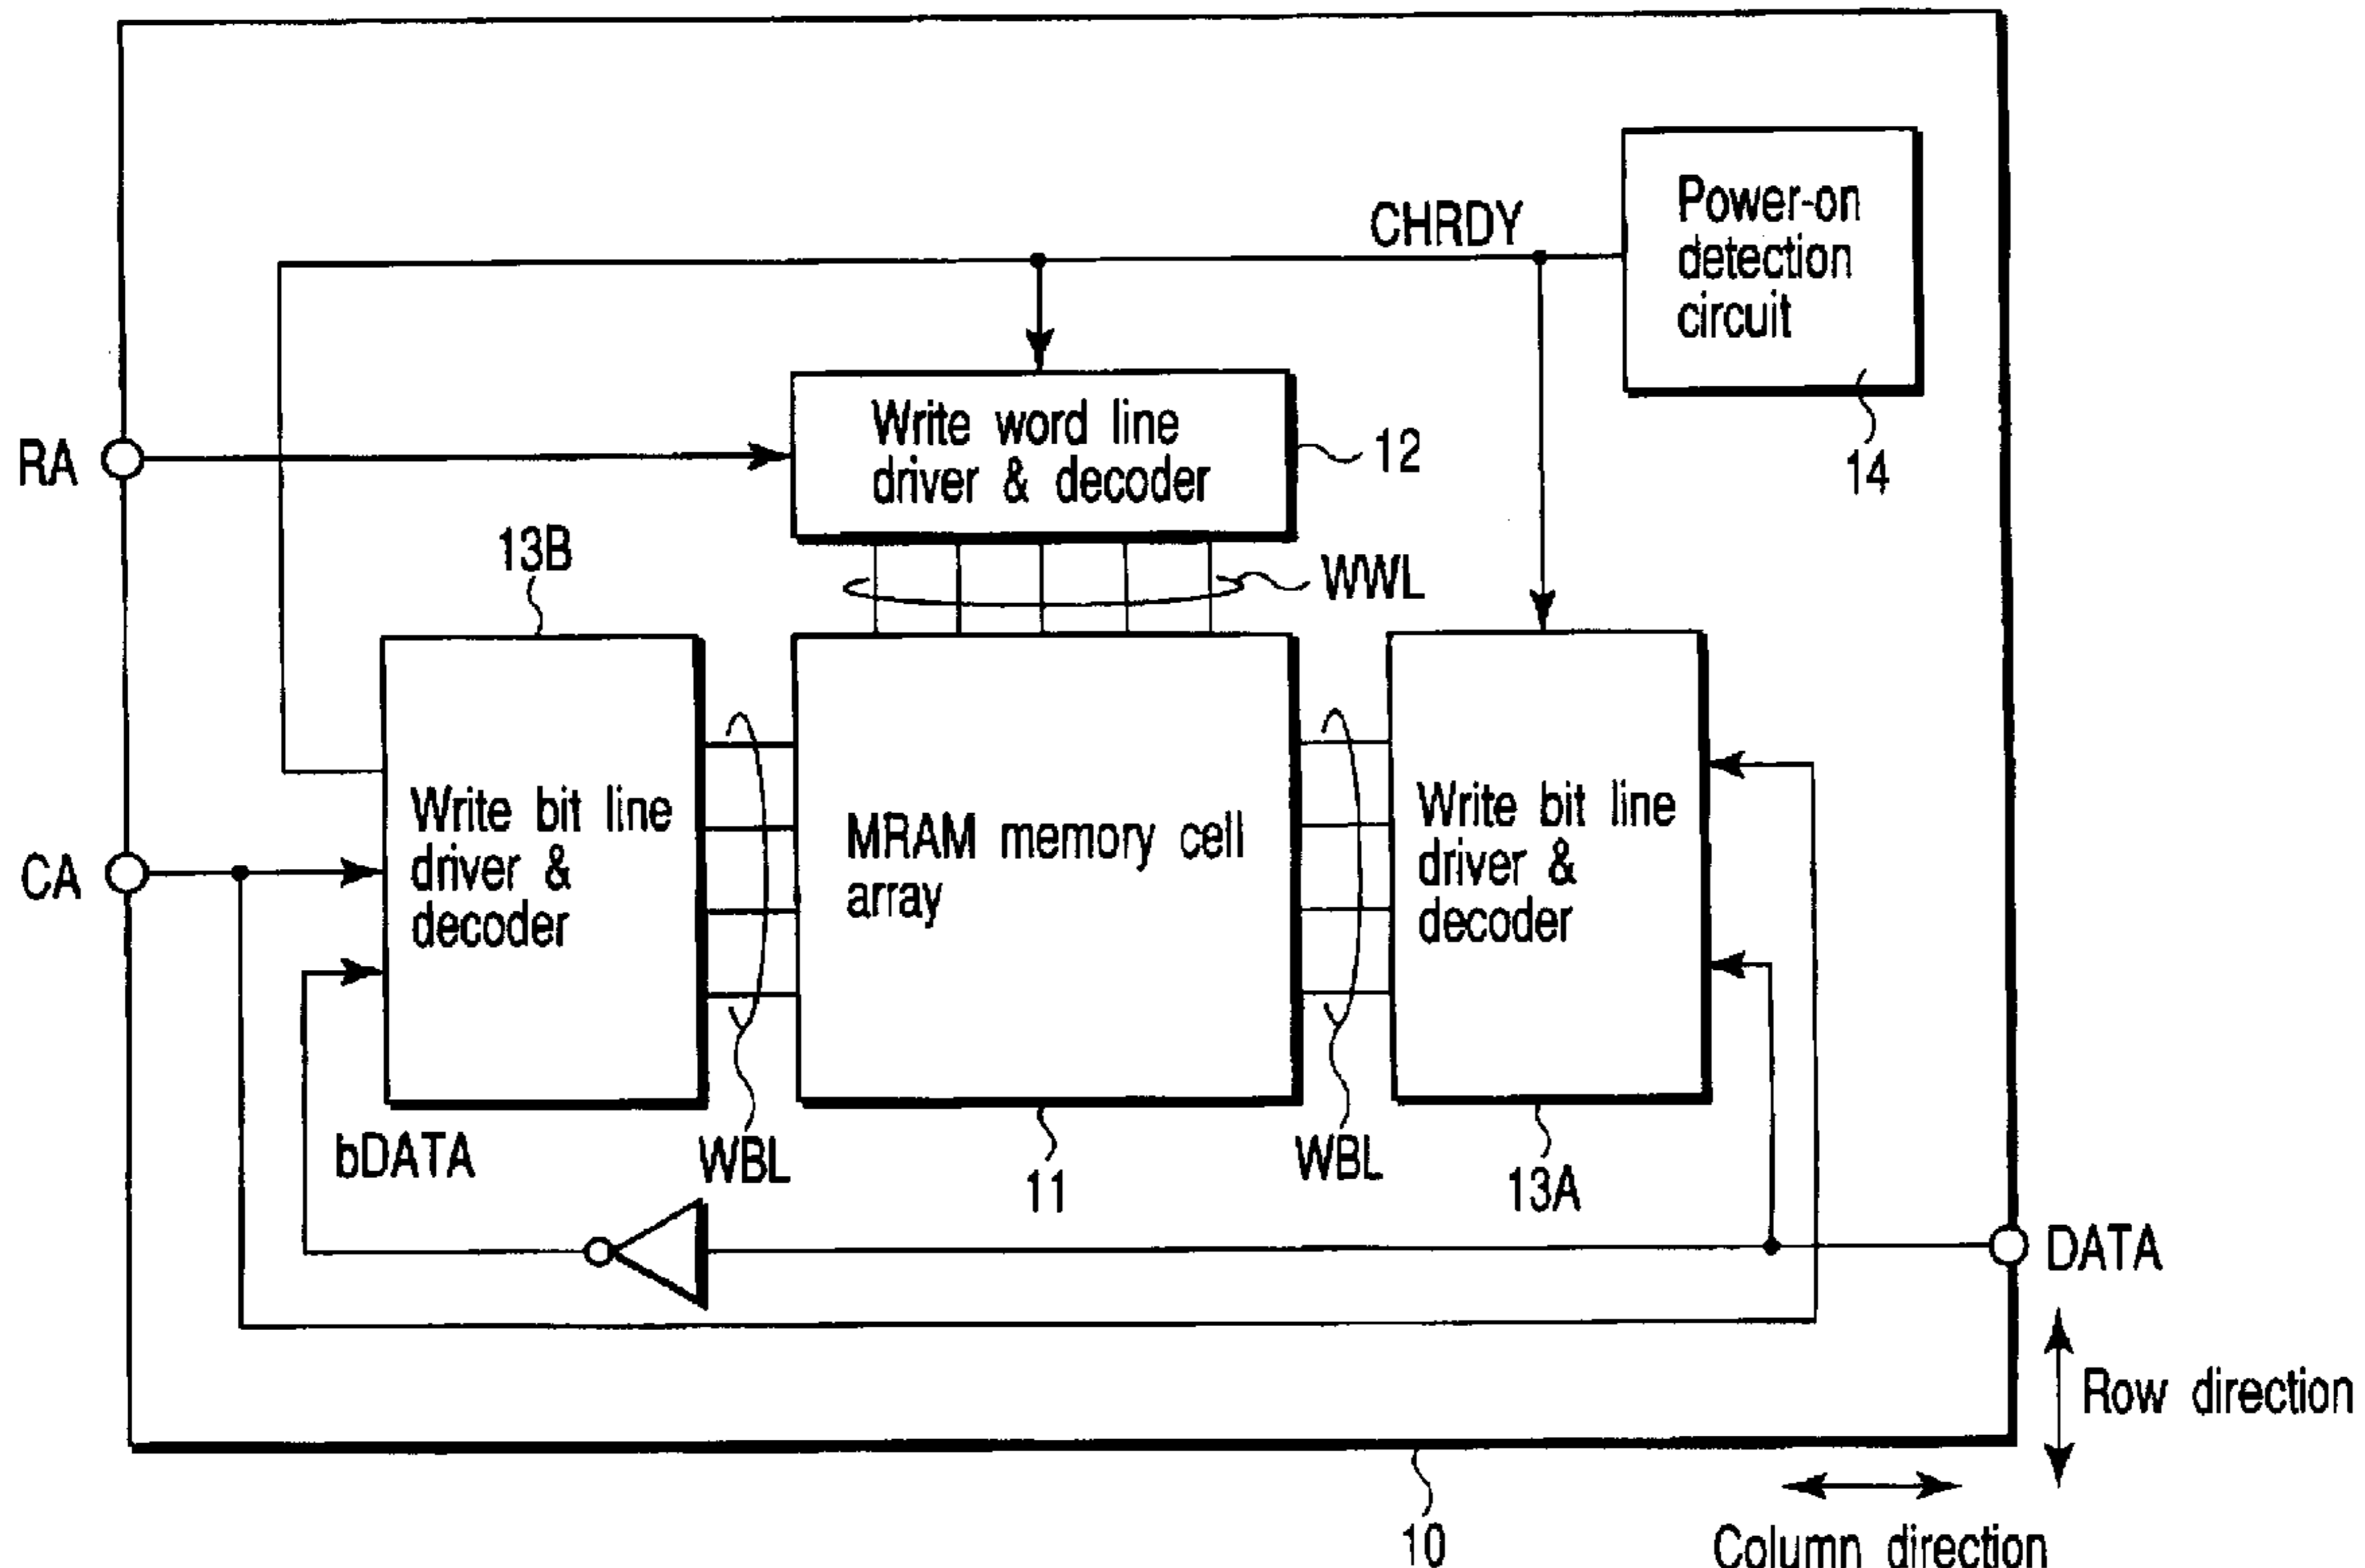 Power-on
detection
circuit
14
CHRDY
RA
Write word line
driver & decoder
12
13B
WWL
CA
Write bit line
driver &
decoder
MRAM memory cell
array
Write bit line
driver &
decoder
bDATA
WBL
11
WBL
13A
DATA
Row direction
10
Column direction